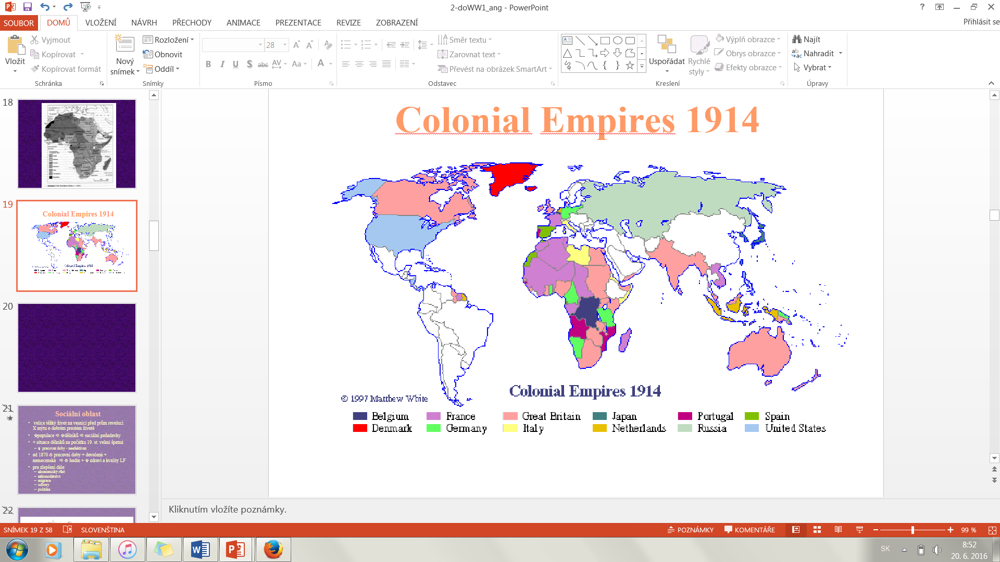 2-doWW1_ang - PowerPoint
SOUBOR DOMŮ VLOŽENÍ NÁVRH PŘECHODY ANIMACE PREZENTACE REVIZE ZOBRAZENÍ Přihlásit se
Vložit
Vyjmout
Kopírovat
Kopírovat formát
Schránka
Nový snímek
Rozložení
Obnovit
Oddíl
Snímky
28
Písmo
Směr textu
Zarovnat text
Převést na obrázek SmartArt
Odstavec
Uspořádat
Rychlé styly
Výplň obrazce
Obrys obrazce
Efekty obrazce
Kreslení
Najít
Nahradit
Vybrat
Úpravy
18
19
Colonial Empires 1914
Colonial Empires 1914
20
21
Sociální oblast
velice těžký život na vesnici před prům revolucí
X mýtu o dobrém prostém životě
⇧populace ⇨ ⇧dělníků ⇨ sociální požadavky
+ situace dělníků na počátku 19. st. velmi špatná
– ⇧ pracovní doby - neefektivní
od 1870 ⇩ pracovní doby + dovolená +
nemocenská ⇨ ⇩ hodin + ⇧ zdraví a kvality LF
pro zlepšení dále:
– ekonomický růst
– zákonodárství
– migrace
– odbory
– politika
22
Colonial Empires 1914
Colonial Empires 1914
© 1997 Matthew White
Belgium France Great Britain Japan Portugal Spain
Denmark Germany Italy Netherlands Russia United States
Kliknutím vložíte poznámky.
SNÍMEK 19 Z 58 SLOVENŠTINA POZNÁMKY KOMENTÁŘE 99 %
SK 8:52
20. 6. 2016